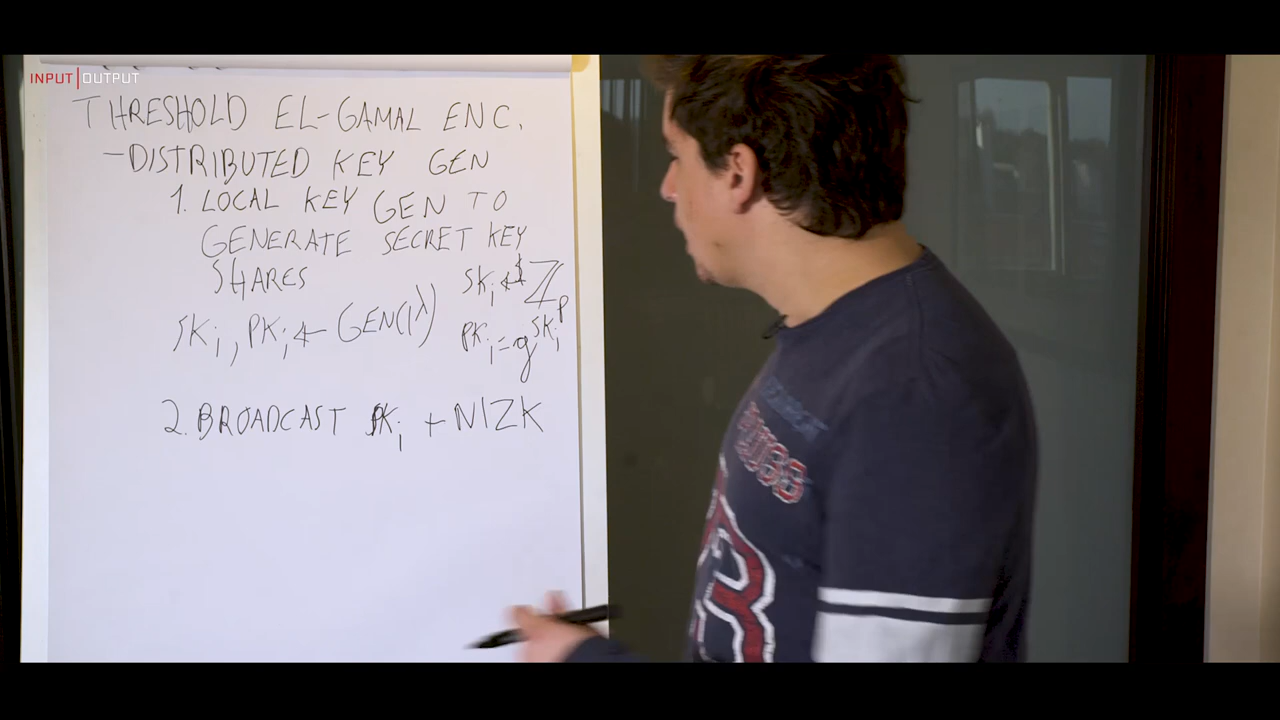 INPUT|OUTPUT
THRESHOLD EL-GAMAL ENC.
-DISTRIBUTED KEY GEN
1. LOCAL KEY GEN TO
GENERATE SECRET KEY
SHARES
SK_i ←$ ℤ_p
SK_i, PK_i ← GEN(1^λ)
PK_i = g^SK_i
2. BROADCAST PK_i + NIZK